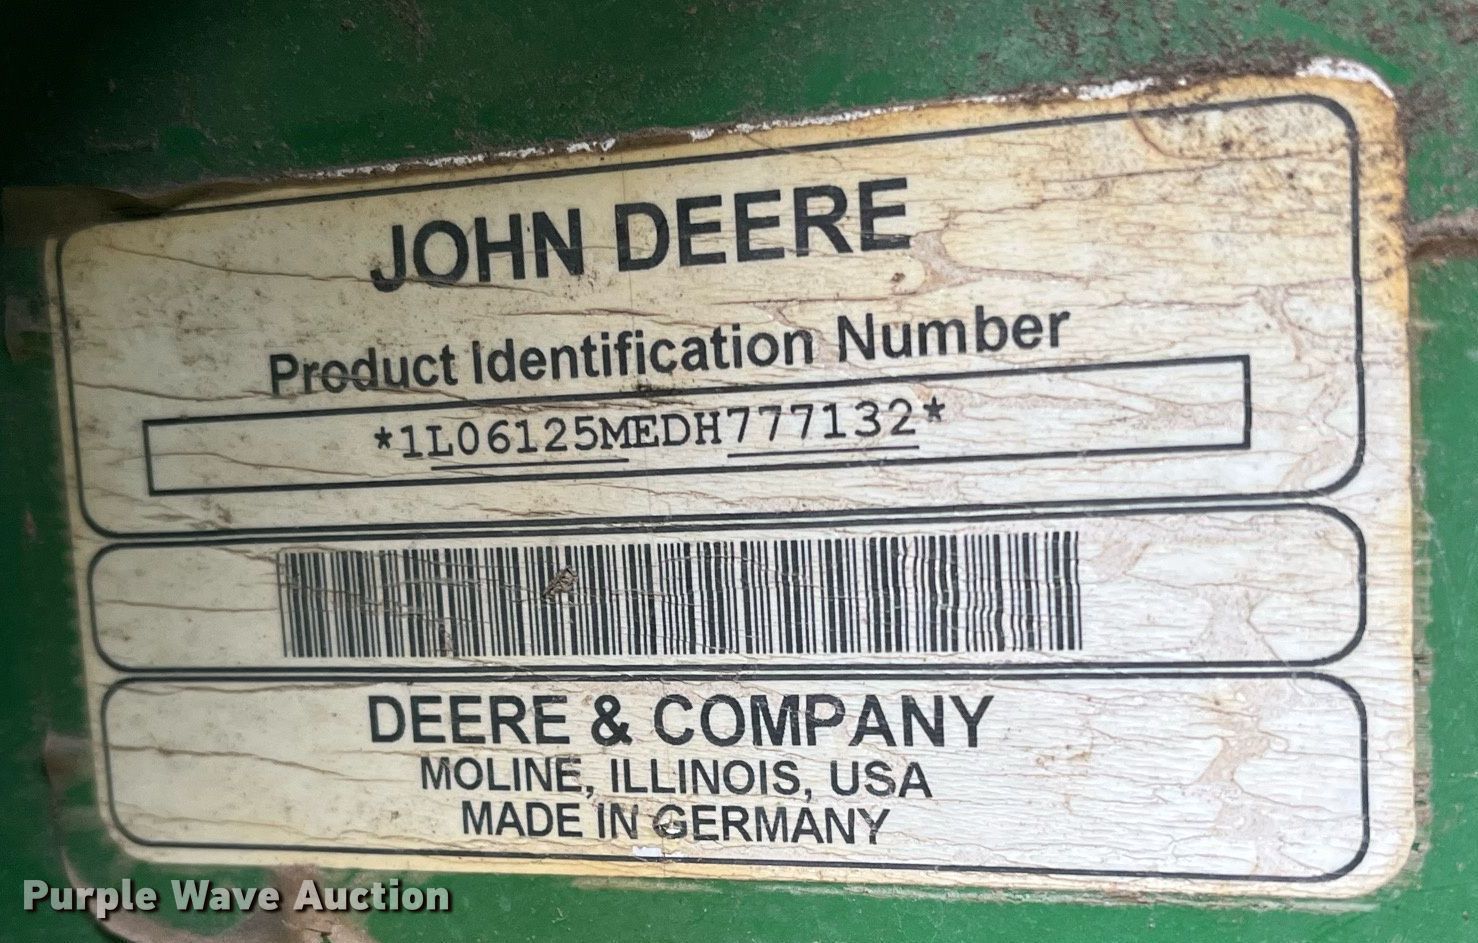 JOHN DEERE
Product Identification Number
*1L06125MEDH777132*
DEERE & COMPANY
MOLINE, ILLINOIS, USA
MADE IN GERMANY
Purple Wave Auction